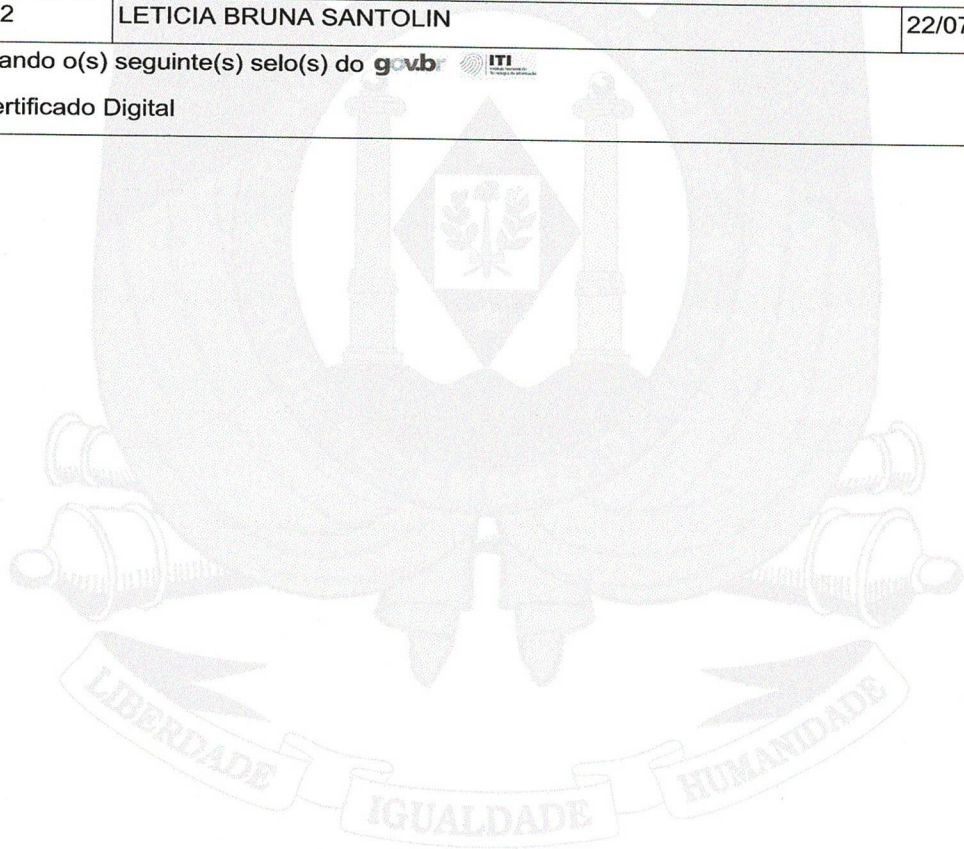 2 LETICIA BRUNA SANTOLIN 22/07
ando o(s) seguinte(s) selo(s) do gov.br ITI
ertificado Digital
LIBERDADE IGUALDADE HUMANIDADE